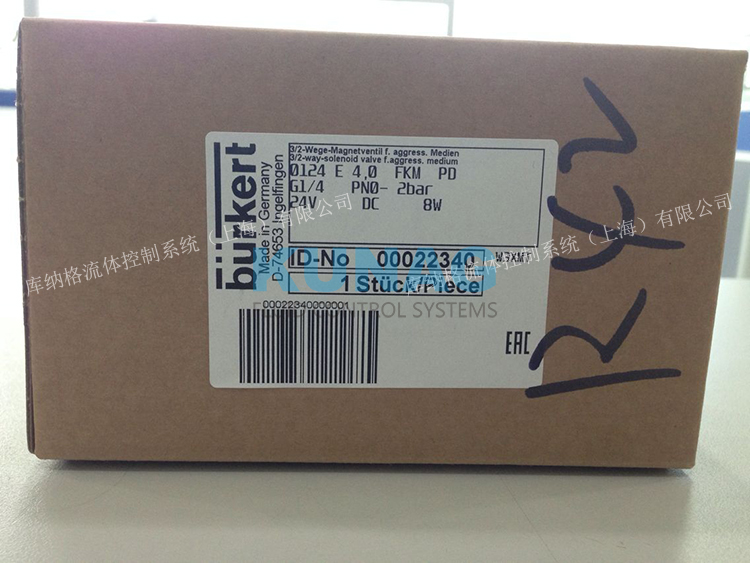 bürkert
Made in Germany
D-74653 Ingelfingen
3/2-Wege-Magnetventil f. aggress. Medien
3/2-way-solenoid valve f.aggress. medium
0124 E 4,0 FKM PD
G1/4 PN0- 2bar
24V DC 8W
ID-No 00022340
W3XMT
1 Stück/Piece
00022340000001
EAC
RYC2
库纳格流体控制系统（上海）有限公司
库纳格流体控制系统（上海）有限公司
KUNAG
FLUID CONTROL SYSTEMS